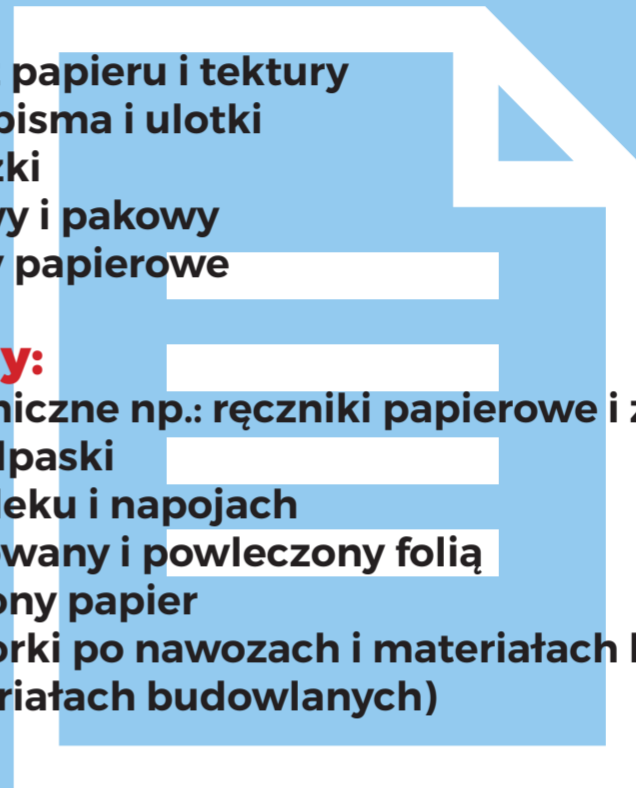 papieru i tektury
pisma i ulotki
zki
wy i pakowy
y papierowe
y:
niczne np.: ręczniki papierowe i z
lpaski
leku i napojach
owany i powleczony folią
ony papier
orki po nawozach i materiałach
riałach budowlanych)